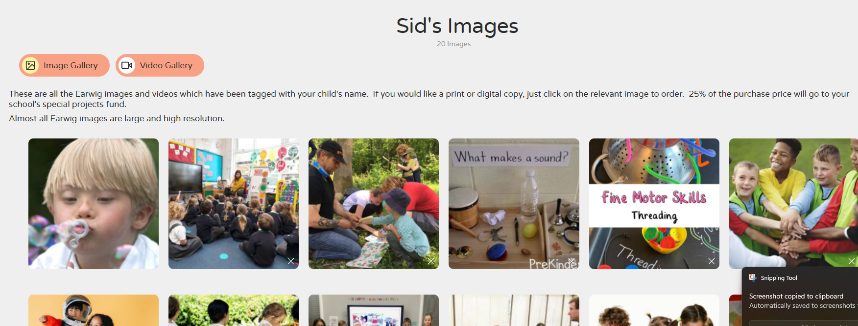 Sid's Images
20 Images
Image Gallery
Video Gallery
These are all the Earwig images and videos which have been tagged with your child's name. If you would like a print or digital copy, just click on the relevant image to order. 25% of the purchase price will go to your
school's special projects fund.
Almost all Earwig images are large and high resolution.
What makes a sound?
PreKinder
Fine Motor Skills
Threading
Thread
Snipping Tool
Screenshot copied to clipboard
Automatically saved to screenshots